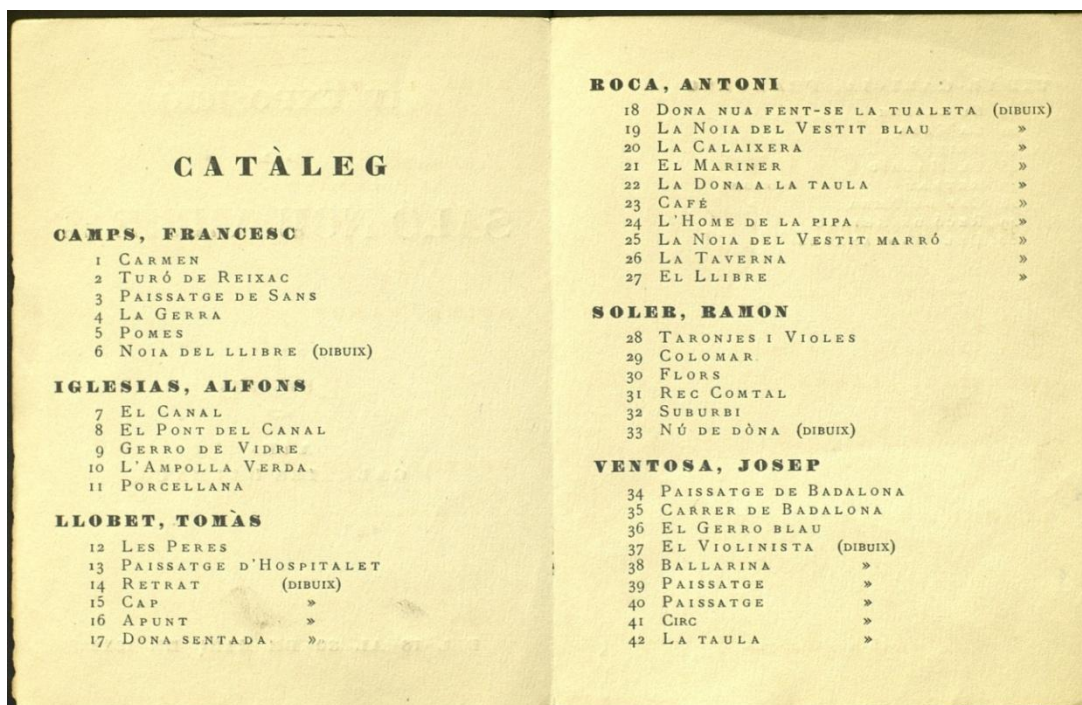 CATÀLEG
CAMPS, FRANCESC
1 CARMEN
2 TURÓ DE REIXAC
3 PAISSATGE DE SANS
4 LA GERRA
5 POMES
6 NOIA DEL LLIBRE (DIBUIX)
IGLESIAS, ALFONS
7 EL CANAL
8 EL PONT DEL CANAL
9 GERRO DE VIDRE
10 L'AMPOLLA VERDA
11 PORCELLANA
LLOBET, TOMÀS
12 LES PERES
13 PAISSATGE D'HOSPITALET
14 RETRAT (DIBUIX)
15 CAP »
16 APUNT »
17 DONA SENTADA »
ROCA, ANTONI
18 DONA NUA FENT-SE LA TUALETA (DIBUIX)
19 LA NOIA DEL VESTIT BLAU »
20 LA CALAIXERA »
21 EL MARINER »
22 LA DONA A LA TAULA »
23 CAFÉ »
24 L'HOME DE LA PIPA »
25 LA NOIA DEL VESTIT MARRÓ »
26 LA TAVERNA »
27 EL LLIBRE »
SOLER, RAMON
28 TARONJES I VIOLES
29 COLOMAR
30 FLORS
31 REC COMTAL
32 SUBURBI
33 NÚ DE DÒNA (DIBUIX)
VENTOSA, JOSEP
34 PAISSATGE DE BADALONA
35 CARRER DE BADALONA
36 EL GERRO BLAU
37 EL VIOLINISTA (DIBUIX)
38 BALLARINA »
39 PAISSATGE »
40 PAISSATGE »
41 CIRC »
42 LA TAULA »